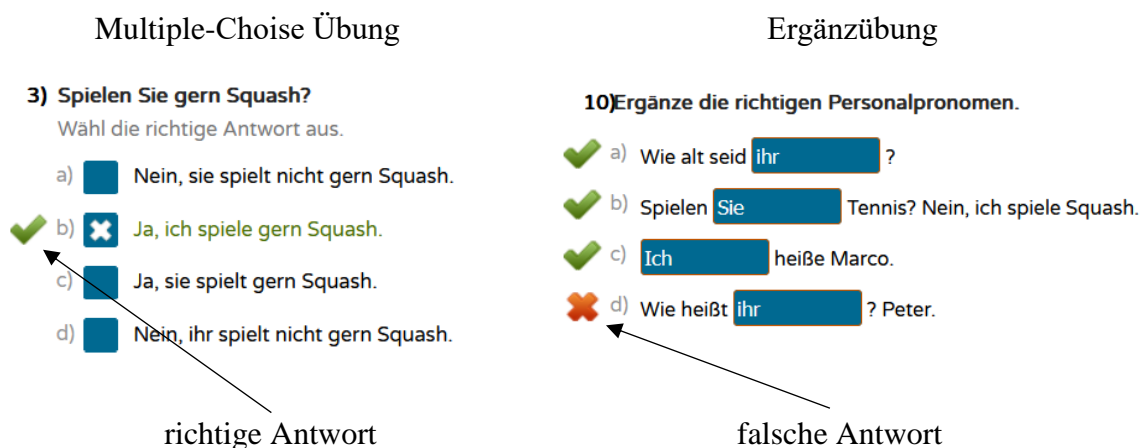 Multiple-Choise Übung
3) Spielen Sie gern Squash?
Wähl die richtige Antwort aus.
a) Nein, sie spielt nicht gern Squash.
b) Ja, ich spiele gern Squash.
c) Ja, sie spielt gern Squash.
d) Nein, ihr spielt nicht gern Squash.
richtige Antwort
Ergänzübung
10)Ergänze die richtigen Personalpronomen.
a) Wie alt seid ihr ?
b) Spielen Sie Tennis? Nein, ich spiele Squash.
c) Ich heiße Marco.
d) Wie heißt ihr ? Peter.
falsche Antwort